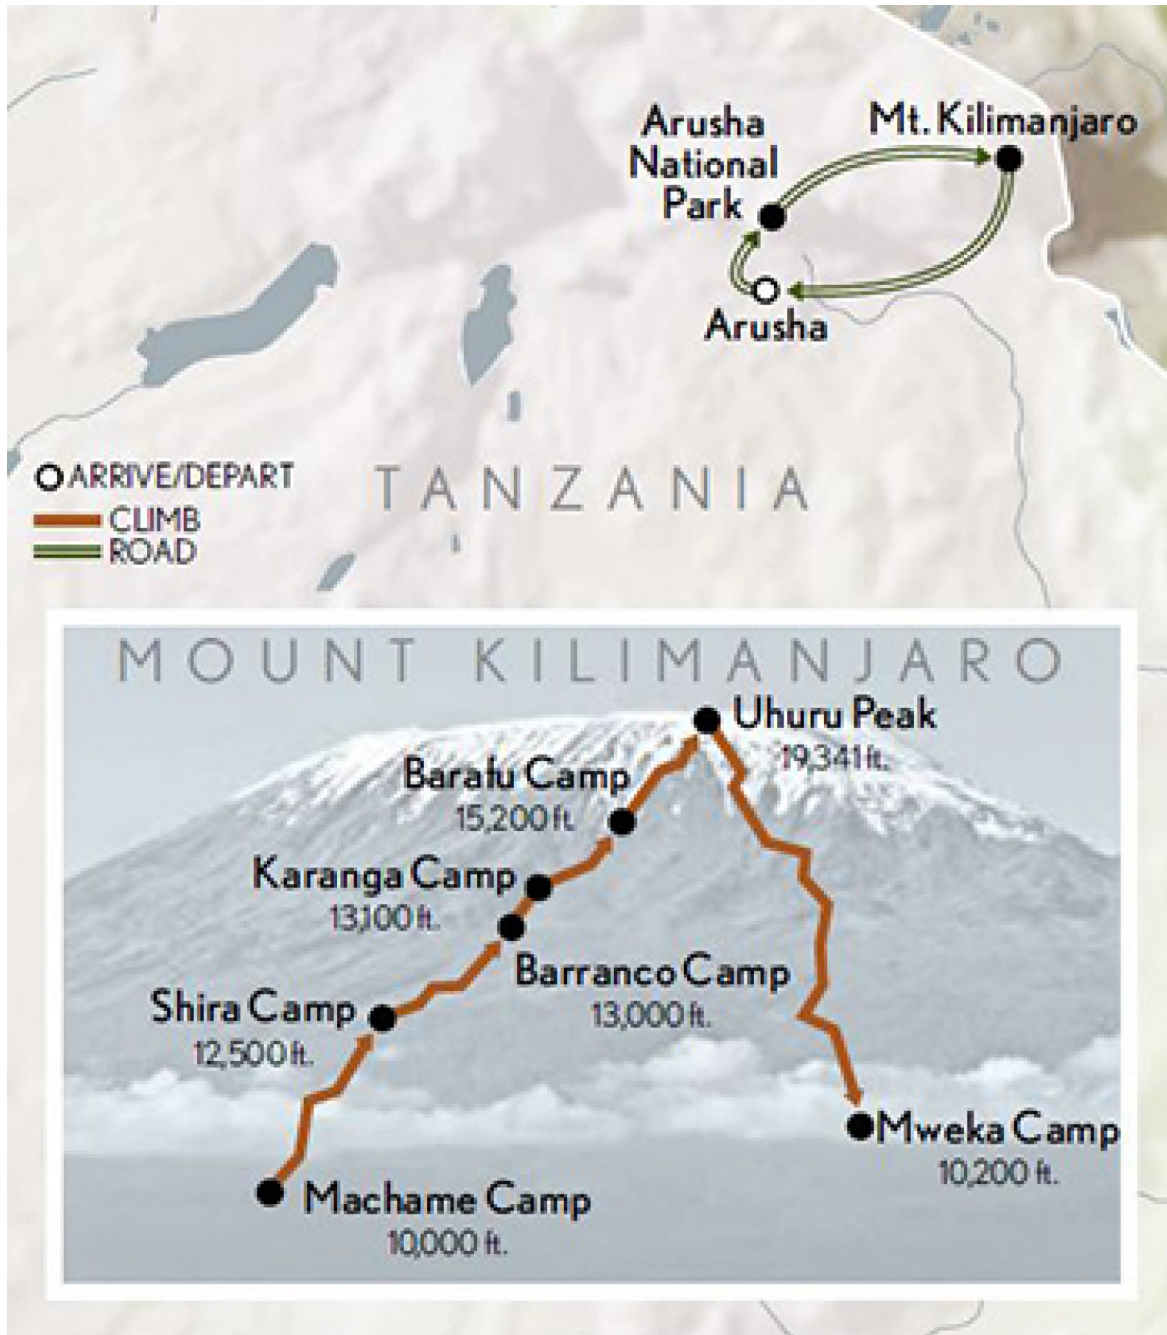 Arusha
National
Park
Mt. Kilimanjaro
Arusha
ARRIVE/DEPART
CLIMB
ROAD
TANZANIA
MOUNT KILIMANJARO
Uhuru Peak
19,341 ft.
Barafu Camp
15,200 ft.
Karanga Camp
13,100 ft.
Barranco Camp
13,000 ft.
Shira Camp
12,500 ft.
Mweka Camp
10,200 ft.
Machame Camp
10,000 ft.